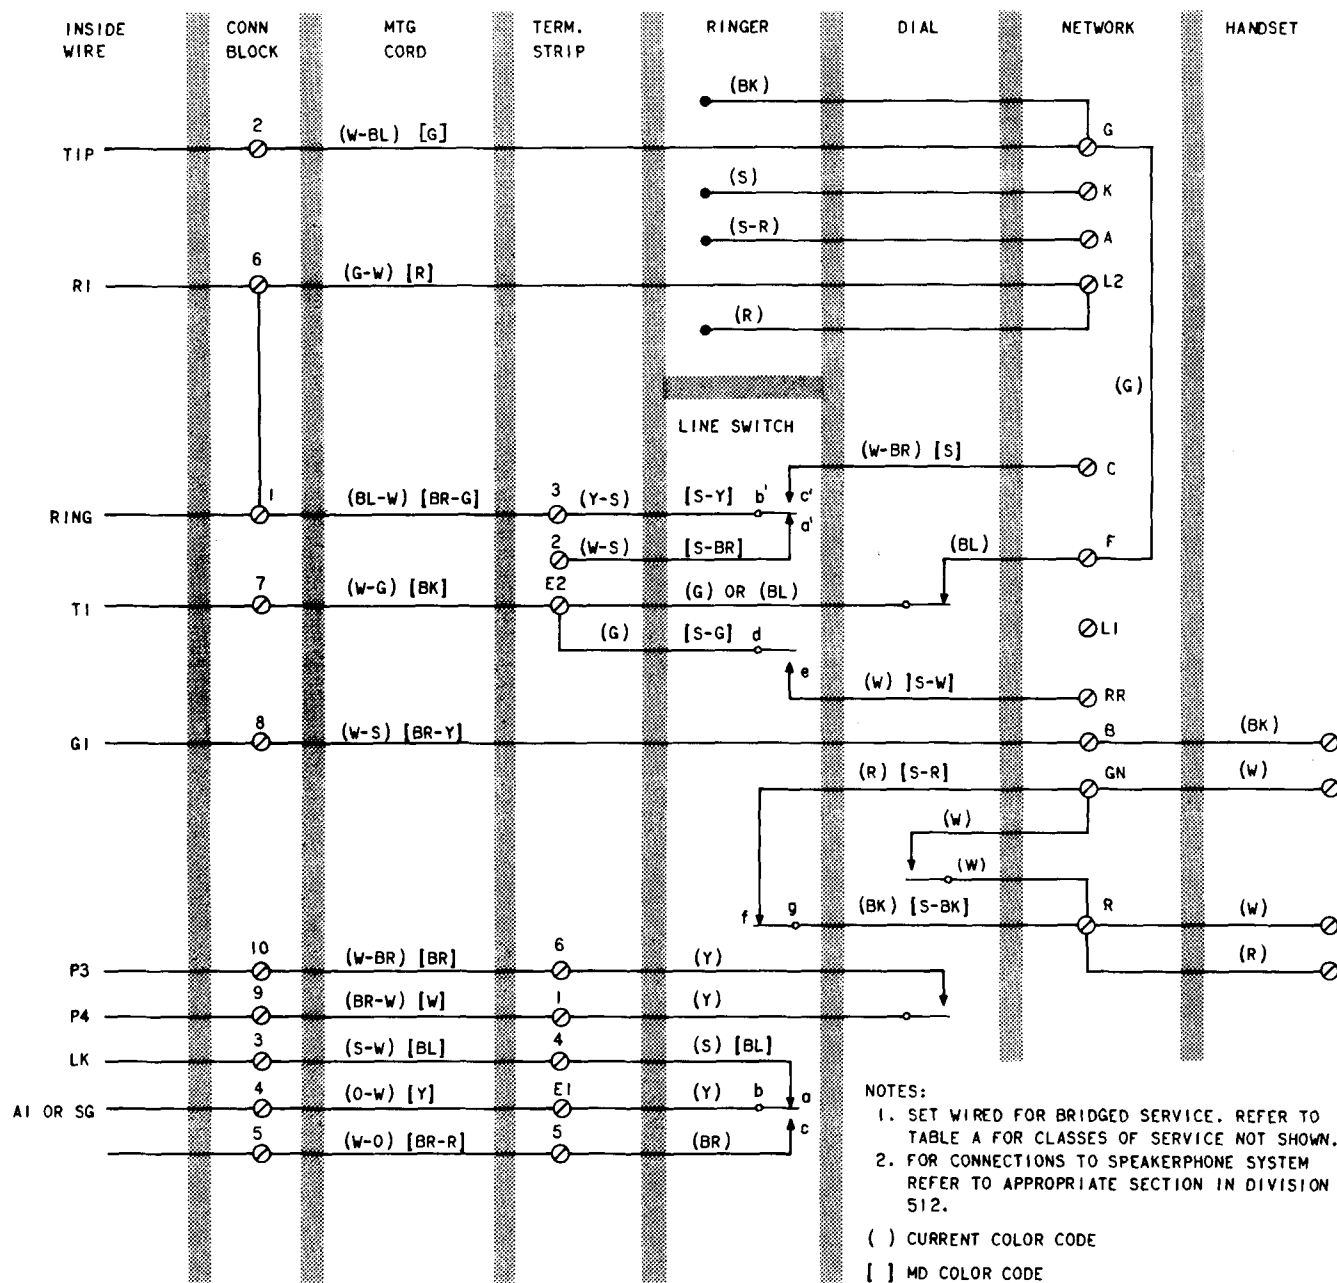 INSIDE WIRE CONN BLOCK MTG CORD TERM. STRIP RINGER DIAL NETWORK HANDSET
(BK)
TIP 2 (W-BL) [G] G
(S) K
(S-R) A
R1 6 (G-W) [R] L2
(R)
(G)
LINE SWITCH
(W-BR) [S] C
RING 1 (BL-W) [BR-G] 3 (Y-S) [S-Y] b' c'
a'
2 (W-S) [S-BR] (BL) F
T1 7 (W-G) [BK] E2 (G) OR (BL)
L1
(G) [S-G] d
e (W) ]S-W] RR
G1 8 (W-S) [BR-Y] B (BK)
(R) [S-R] GN (W)
(W)
(W)
f g (BK) [S-BK] R (W)
P3 10 (W-BR) [BR] 6 (Y) (R)
P4 9 (BR-W) [W] 1 (Y)
LK 3 (S-W) [BL] 4 (S) [BL]
A1 OR SG 4 (O-W) [Y] E1 (Y) b a
c
5 (W-O) [BR-R] 5 (BR)
NOTES:
1. SET WIRED FOR BRIDGED SERVICE. REFER TO
TABLE A FOR CLASSES OF SERVICE NOT SHOWN.
2. FOR CONNECTIONS TO SPEAKERPHONE SYSTEM
REFER TO APPROPRIATE SECTION IN DIVISION
512.
( ) CURRENT COLOR CODE
[ ] MD COLOR CODE